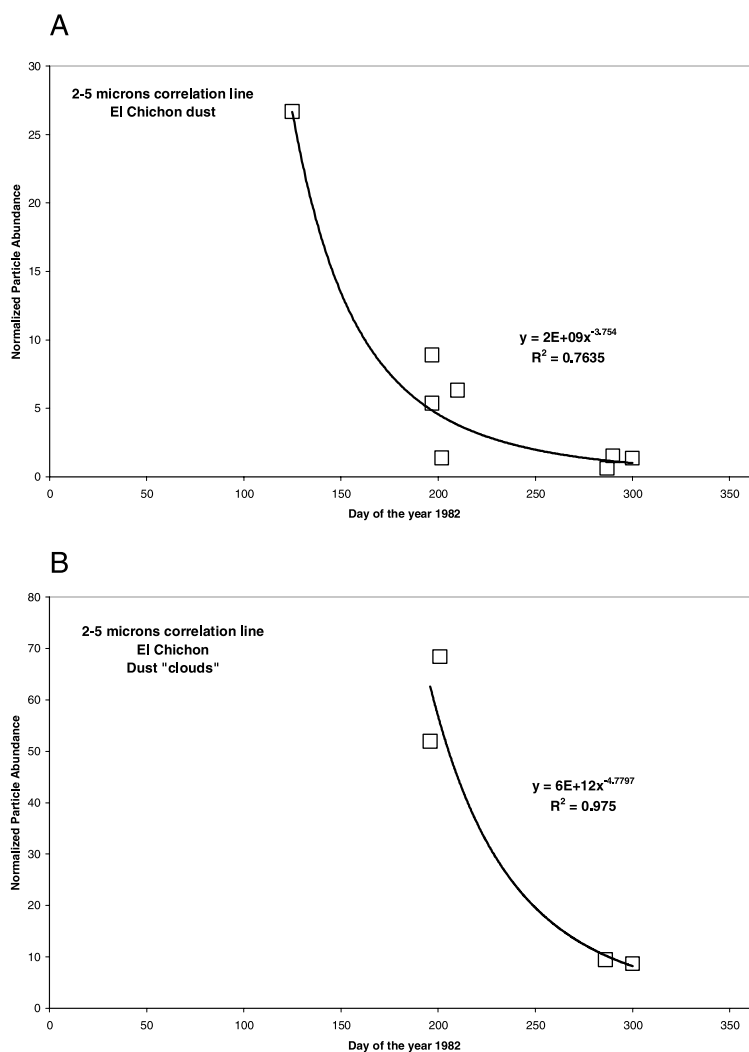 A
30
25
20
15
10
5
0
Normalized Particle Abundance
2-5 microns correlation line
El Chichon dust
y = 2E+09x^-3.754
R² = 0.7635
0 50 100 150 200 250 300 350
Day of the year 1982
B
80
70
60
50
40
30
20
10
0
Normalized Particle Abundance
2-5 microns correlation line
El Chichon
Dust "clouds"
y = 6E+12x^-4.7797
R² = 0.975
0 50 100 150 200 250 300 350
Day of the year 1982